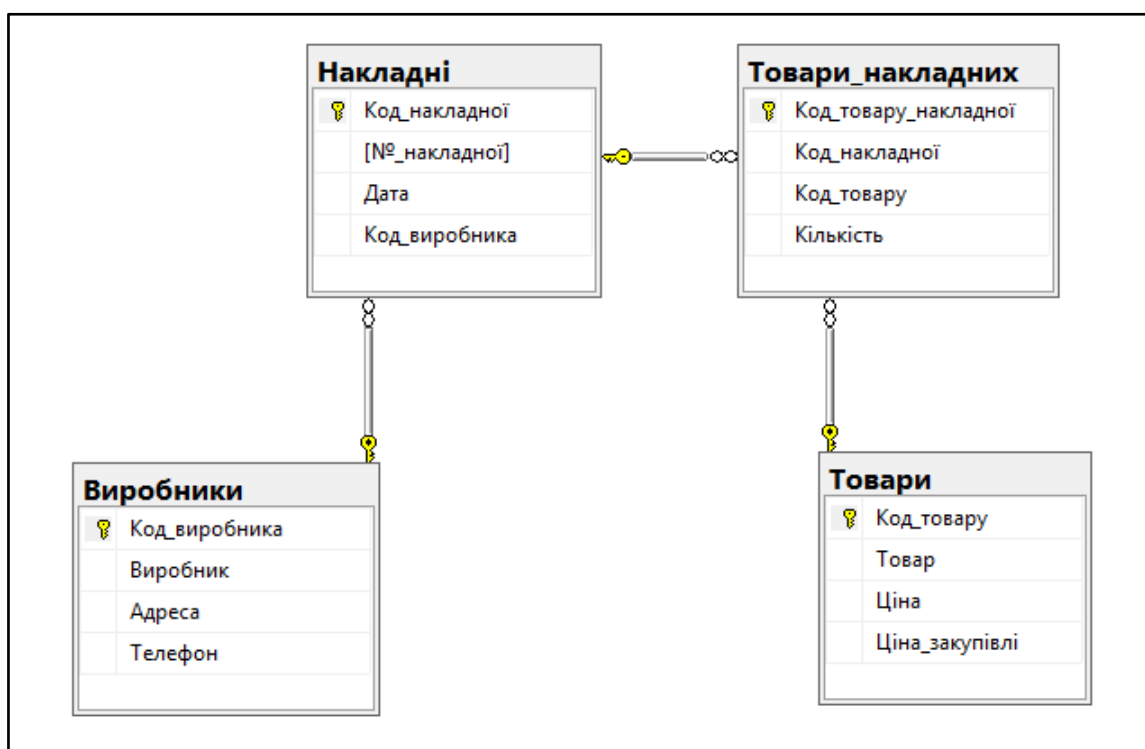 Накладні
Код_накладної
[№_накладної]
Дата
Код_виробника
Товари_накладних
Код_товару_накладної
Код_накладної
Код_товару
Кількість
Виробники
Код_виробника
Виробник
Адреса
Телефон
Товари
Код_товару
Товар
Ціна
Ціна_закупівлі